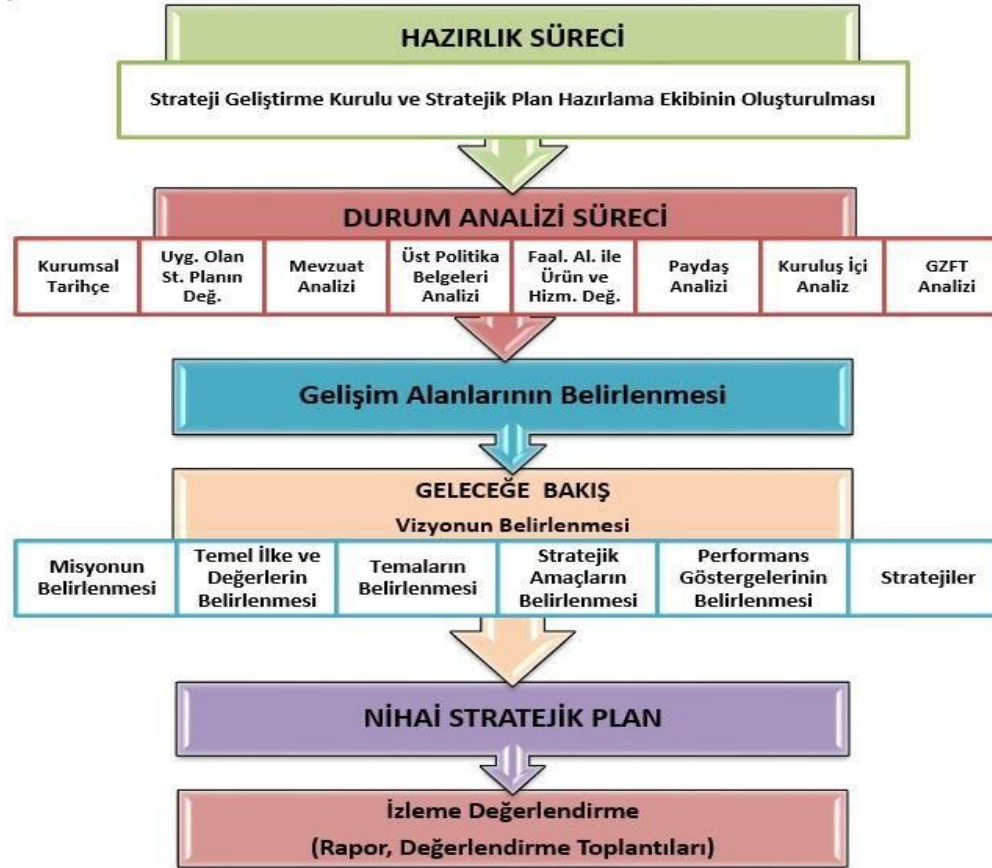 HAZIRLIK SÜRECİ
Strateji Geliştirme Kurulu ve Stratejik Plan Hazırlama Ekibinin Oluşturulması
DURUM ANALİZİ SÜRECİ
Kurumsal
Tarihçe
Uyg. Olan
St. Planın
Değ.
Mevzuat
Analizi
Üst Politika
Belgeleri
Analizi
Faal. Al. ile
Ürün ve
Hizm. Değ.
Paydaş
Analizi
Kuruluş İçi
Analiz
GZFT
Analizi
Gelişim Alanlarının Belirlenmesi
GELECEĞE BAKIŞ
Vizyonun Belirlenmesi
Misyonun
Belirlenmesi
Temel İlke ve
Değerlerin
Belirlenmesi
Temaların
Belirlenmesi
Stratejik
Amaçların
Belirlenmesi
Performans
Göstergelerinin
Belirlenmesi
Stratejiler
NİHAİ STRATEJİK PLAN
İzleme Değerlendirme
(Rapor, Değerlendirme Toplantıları)